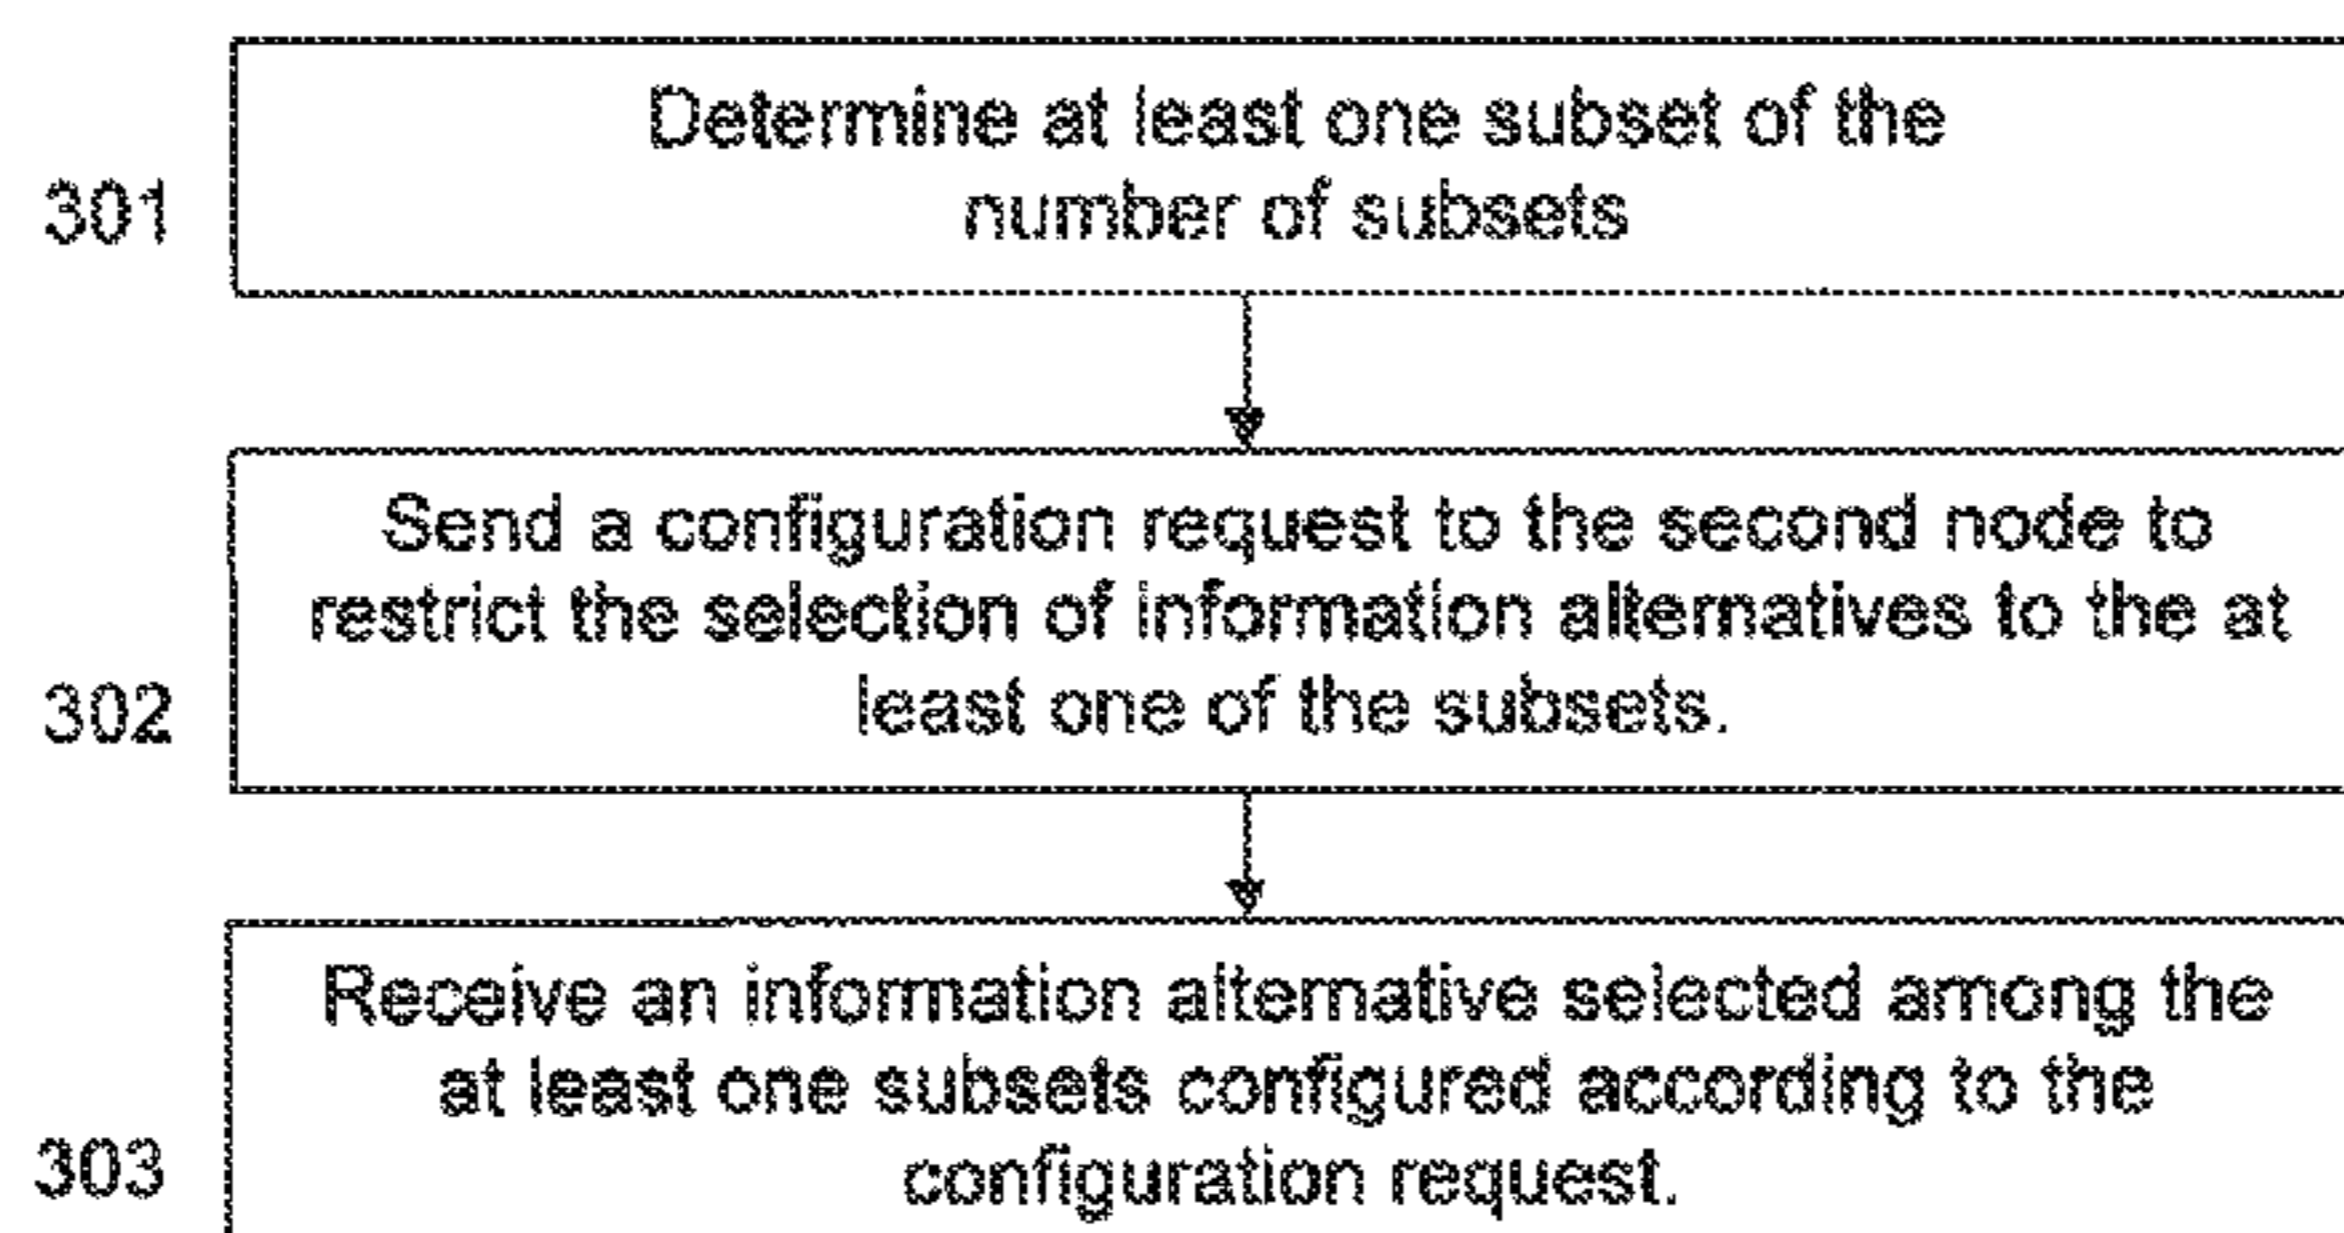 Determine at least one subset of the
301
number of subsets
Send a configuration request to the second node to
restrict the selection of information alternatives to the at
302
least one of the subsets.
Receive an information alternative selected among the
at least one subsets configured according to the
303
configuration request.